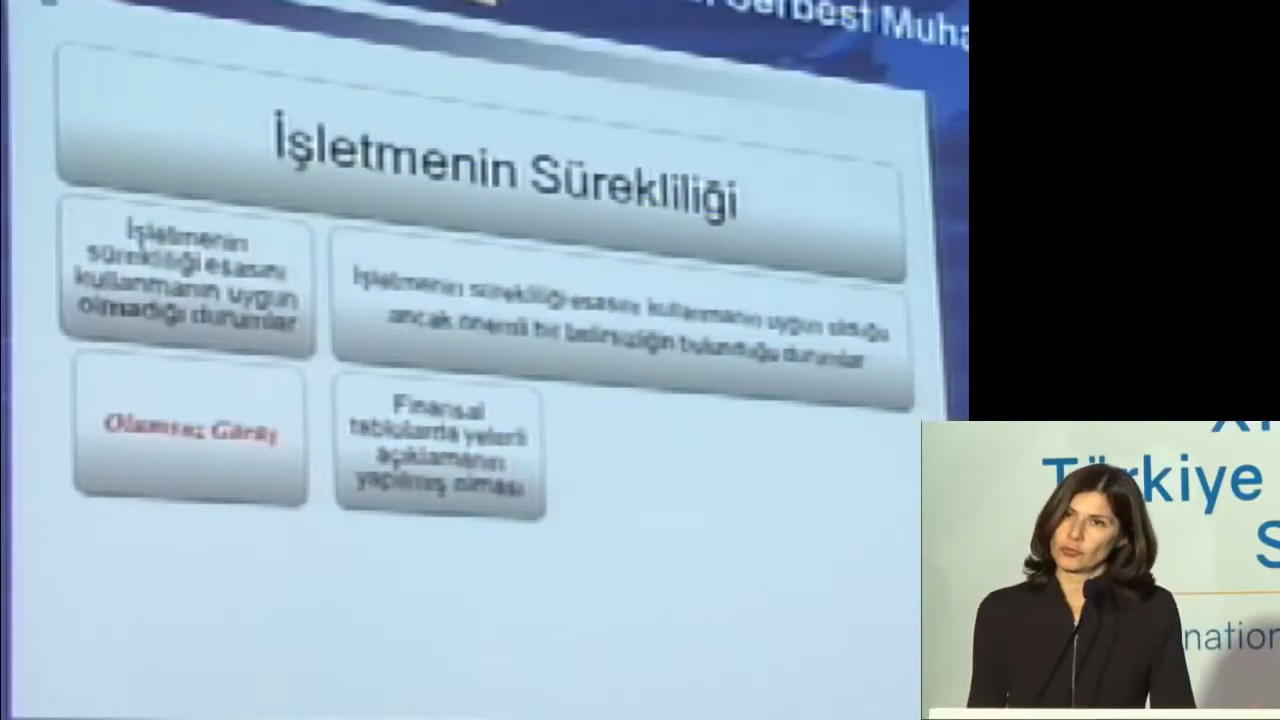 Serbest Muha
İşletmenin Sürekliliği
İşletmenin
sürekliliği esasını
kullanmanın uygun
olmadığı durumlar
İşletmenin sürekliliği esasını kullanmanın uygun olduğu
ancak önemli bir belirsizliğin bulunduğu durumlar
Olumsuz Görüş
Finansal
tablolarda yeterli
açıklamanın
yapılmış olması
Türkiye
S
nation